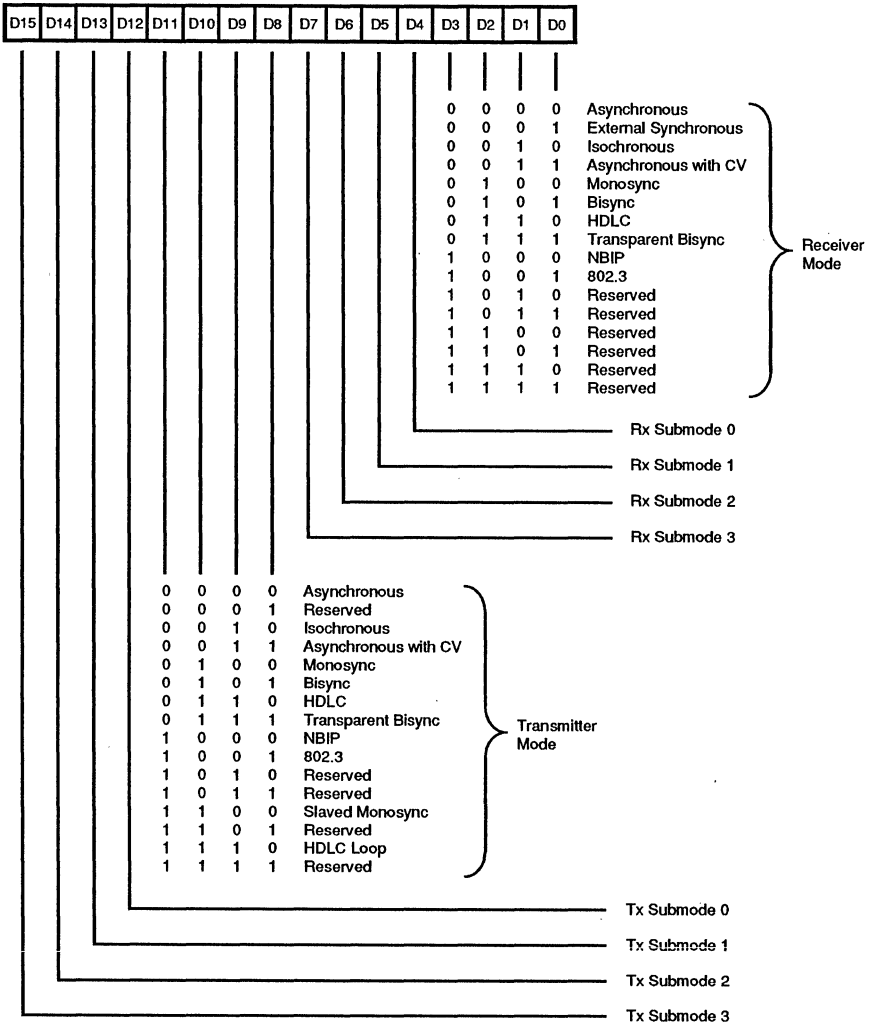 D15 D14 D13 D12 D11 D10 D9 D8 D7 D6 D5 D4 D3 D2 D1 D0
0 0 0 0 Asynchronous
0 0 0 1 External Synchronous
0 0 1 0 Isochronous
0 0 1 1 Asynchronous with CV
0 1 0 0 Monosync
0 1 0 1 Bisync
0 1 1 0 HDLC
0 1 1 1 Transparent Bisync
1 0 0 0 NBIP
1 0 0 1 802.3
1 0 1 0 Reserved
1 0 1 1 Reserved
1 1 0 0 Reserved
1 1 0 1 Reserved
1 1 1 0 Reserved
1 1 1 1 Reserved
Receiver
Mode
Rx Submode 0
Rx Submode 1
Rx Submode 2
Rx Submode 3
0 0 0 0 Asynchronous
0 0 0 1 Reserved
0 0 1 0 Isochronous
0 0 1 1 Asynchronous with CV
0 1 0 0 Monosync
0 1 0 1 Bisync
0 1 1 0 HDLC
0 1 1 1 Transparent Bisync
1 0 0 0 NBIP
1 0 0 1 802.3
1 0 1 0 Reserved
1 0 1 1 Reserved
1 1 0 0 Slaved Monosync
1 1 0 1 Reserved
1 1 1 0 HDLC Loop
1 1 1 1 Reserved
Transmitter
Mode
Tx Submode 0
Tx Submode 1
Tx Submode 2
Tx Submode 3